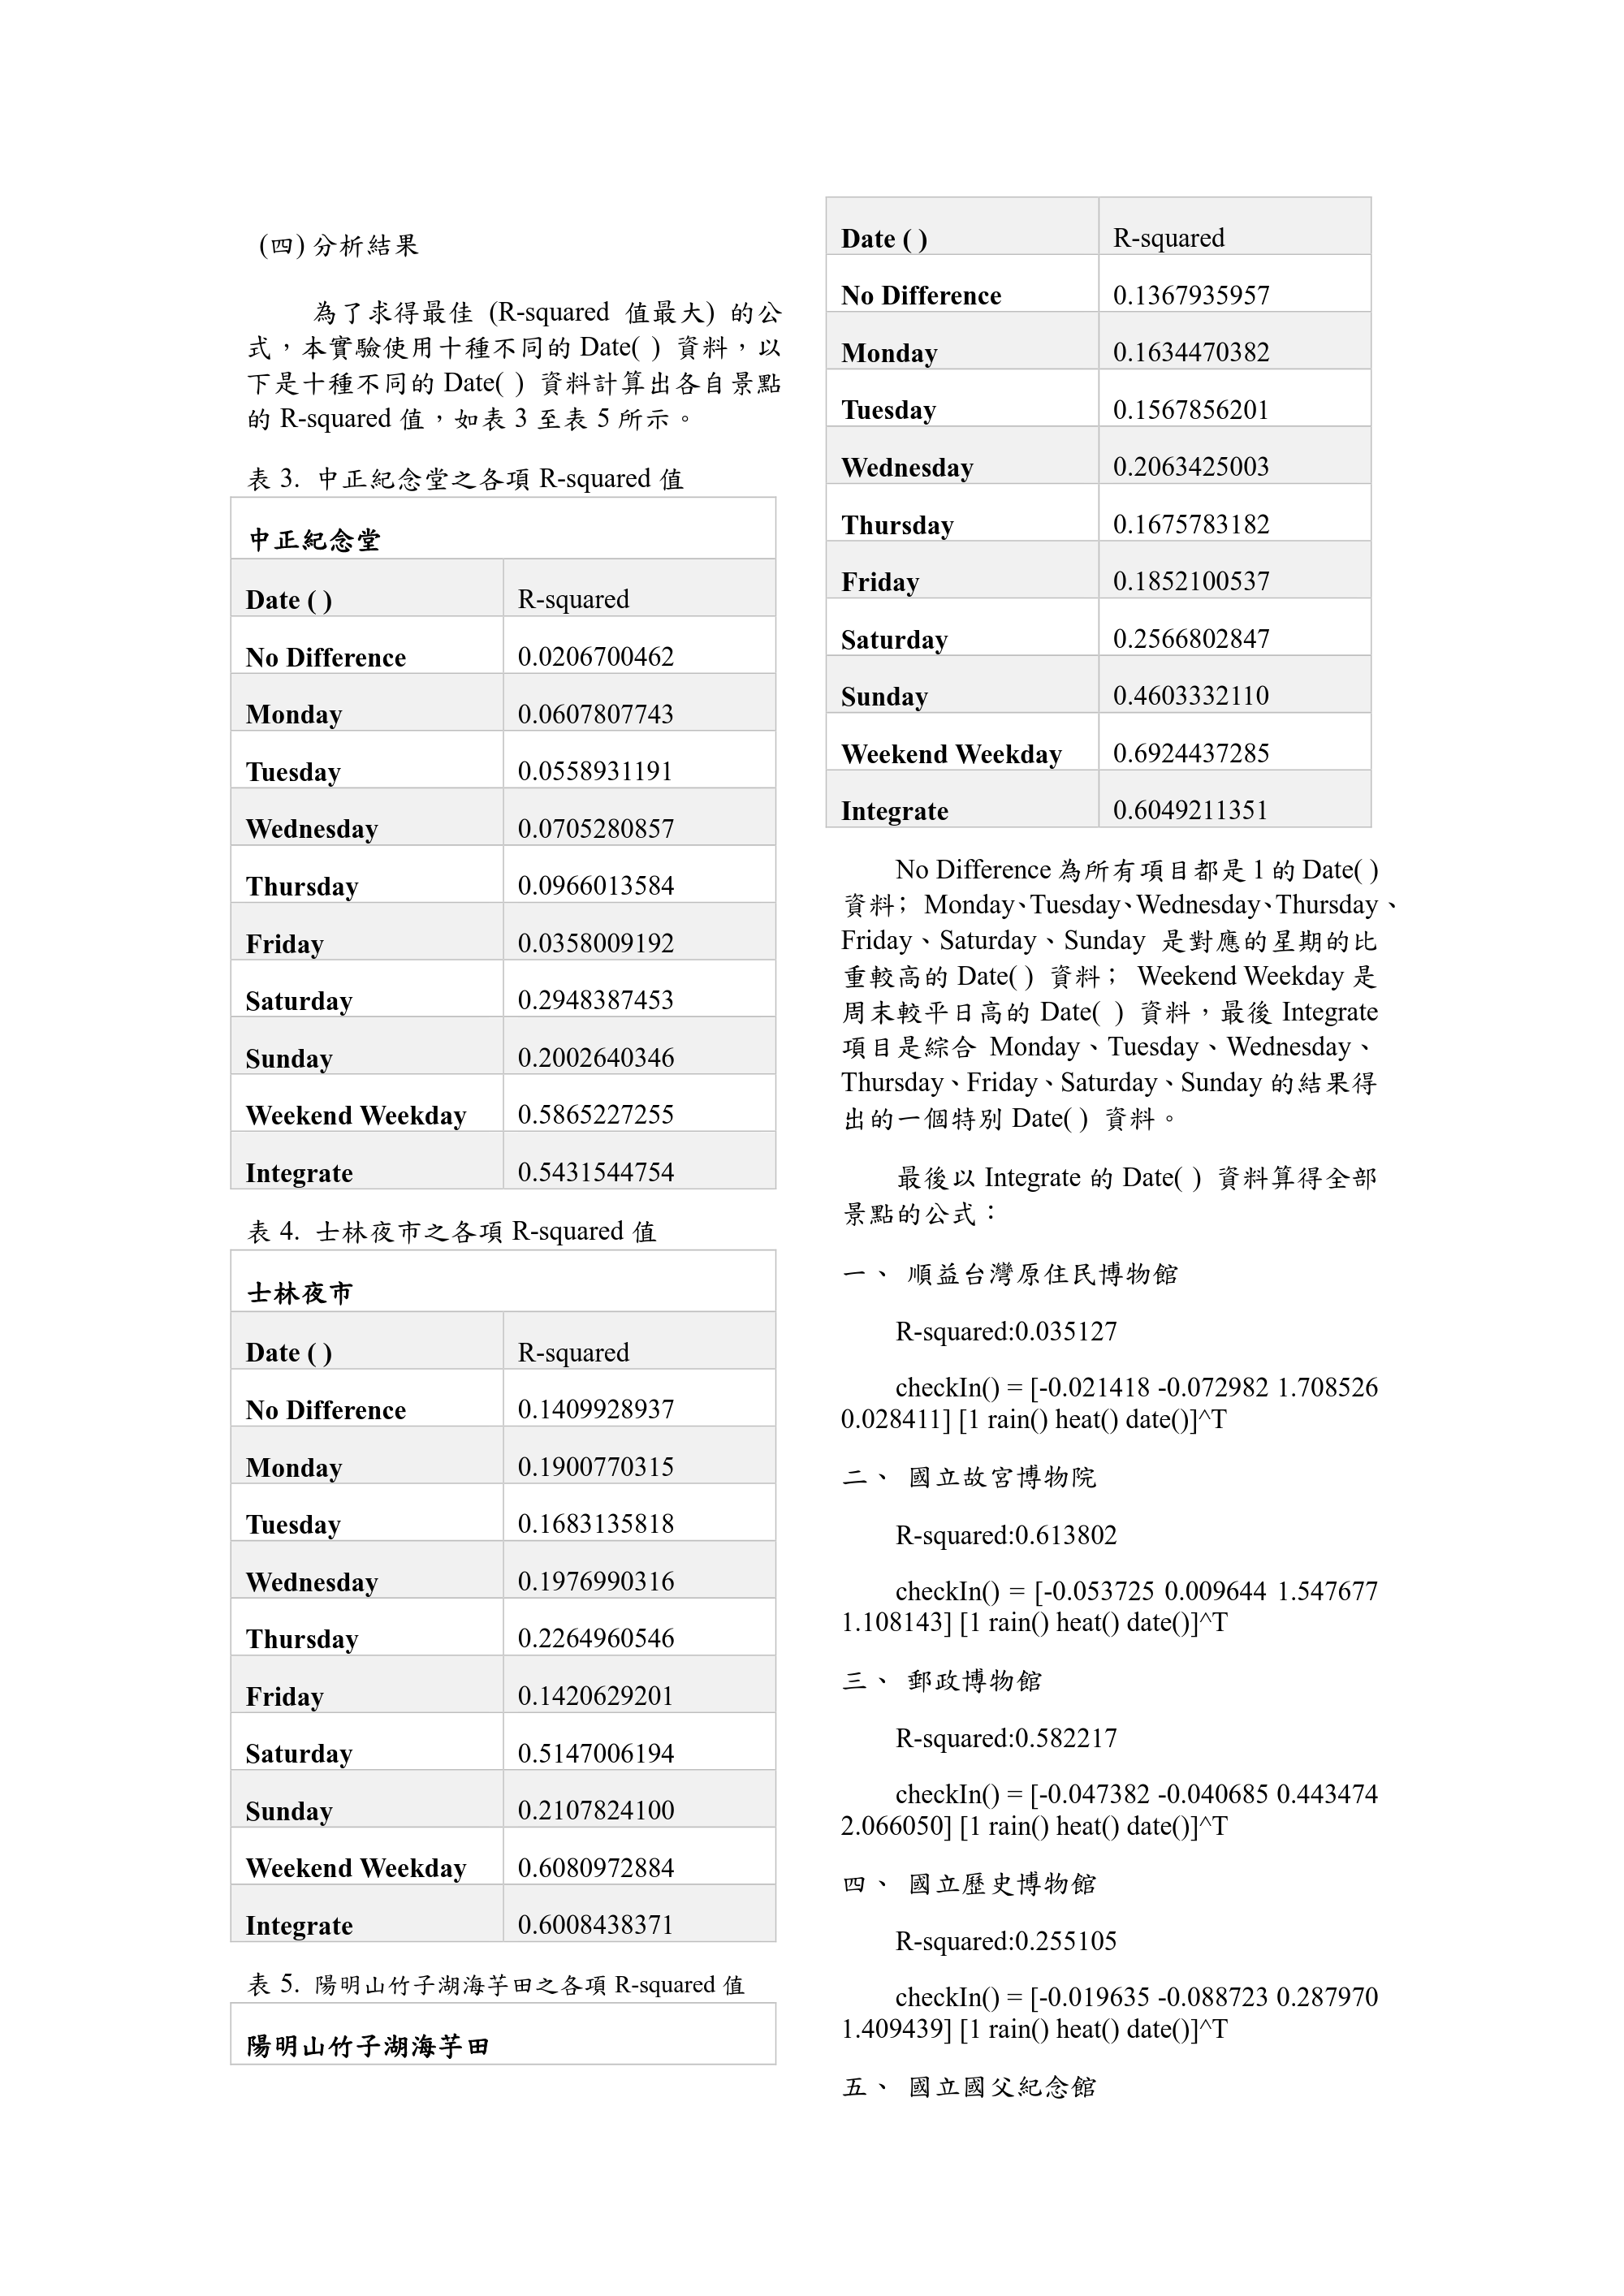 (四) 分析結果
為了求得最佳 (R-squared 值最大) 的公
式，本實驗使用十種不同的 Date( ) 資料，以
下是十種不同的 Date( ) 資料計算出各自景點
的 R-squared 值，如表 3 至表 5 所示。
表 3. 中正紀念堂之各項 R-squared 值
中正紀念堂
Date ( ) R-squared
No Difference 0.0206700462
Monday 0.0607807743
Tuesday 0.0558931191
Wednesday 0.0705280857
Thursday 0.0966013584
Friday 0.0358009192
Saturday 0.2948387453
Sunday 0.2002640346
Weekend Weekday 0.5865227255
Integrate 0.5431544754
表 4. 士林夜市之各項 R-squared 值
士林夜市
Date ( ) R-squared
No Difference 0.1409928937
Monday 0.1900770315
Tuesday 0.1683135818
Wednesday 0.1976990316
Thursday 0.2264960546
Friday 0.1420629201
Saturday 0.5147006194
Sunday 0.2107824100
Weekend Weekday 0.6080972884
Integrate 0.6008438371
表 5. 陽明山竹子湖海芋田之各項 R-squared 值
陽明山竹子湖海芋田
Date ( ) R-squared
No Difference 0.1367935957
Monday 0.1634470382
Tuesday 0.1567856201
Wednesday 0.2063425003
Thursday 0.1675783182
Friday 0.1852100537
Saturday 0.2566802847
Sunday 0.4603332110
Weekend Weekday 0.6924437285
Integrate 0.6049211351
No Difference 為所有項目都是 1 的 Date( )
資料； Monday、Tuesday、Wednesday、Thursday、
Friday、Saturday、Sunday 是對應的星期的比
重較高的 Date( ) 資料； Weekend Weekday 是
周末較平日高的 Date( ) 資料，最後 Integrate
項目是綜合 Monday、Tuesday、Wednesday、
Thursday、Friday、Saturday、Sunday 的結果得
出的一個特別 Date( ) 資料。
最後以 Integrate 的 Date( ) 資料算得全部
景點的公式：
一、 順益台灣原住民博物館
R-squared:0.035127
checkIn() = [-0.021418 -0.072982 1.708526
0.028411] [1 rain() heat() date()]^T
二、 國立故宮博物院
R-squared:0.613802
checkIn() = [-0.053725 0.009644 1.547677
1.108143] [1 rain() heat() date()]^T
三、 郵政博物館
R-squared:0.582217
checkIn() = [-0.047382 -0.040685 0.443474
2.066050] [1 rain() heat() date()]^T
四、 國立歷史博物館
R-squared:0.255105
checkIn() = [-0.019635 -0.088723 0.287970
1.409439] [1 rain() heat() date()]^T
五、 國立國父紀念館